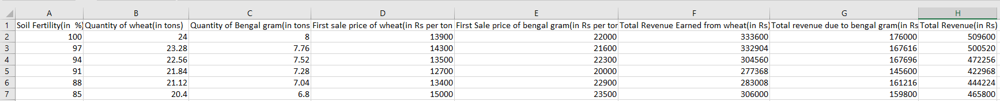 A B C D E F G H
1 Soil Fertility(in %) Quantity of wheat(in tons) Quantity of Bengal gram(in tons First sale price of wheat(in Rs per ton First Sale price of bengal gram(in Rs per tor Total Revenue Earned from wheat(in Rs) Total revenue due to bengal gram(in Rs Total Revenue(in Rs)
2 100 24 8 13900 22000 333600 176000 509600
3 97 23.28 7.76 14300 21600 332904 167616 500520
4 94 22.56 7.52 13500 22300 304560 167696 472256
5 91 21.84 7.28 12700 20000 277368 145600 422968
6 88 21.12 7.04 13400 22900 283008 161216 444224
7 85 20.4 6.8 15000 23500 306000 159800 465800